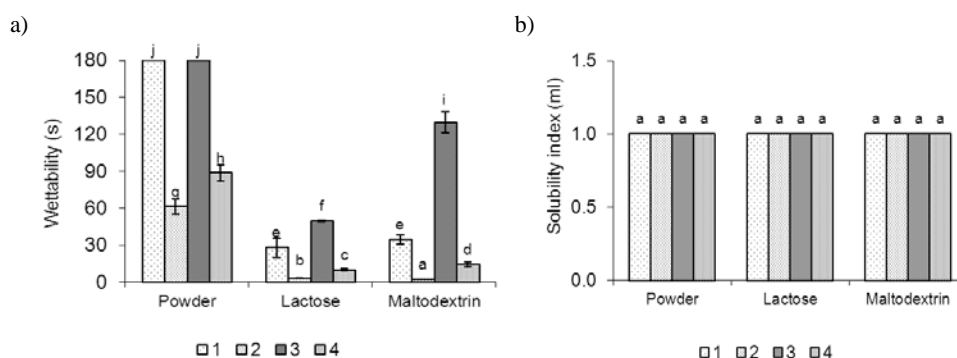 a)
Wettability (s)
180
150
120
90
60
30
0
j
g
j
h
e
b
f
c
e
a
i
d
Powder Lactose Maltodextrin
1 2 3 4
b)
Solubility index (ml)
1.5
1.0
0.5
0.0
a a a a a a a a a a a a
Powder Lactose Maltodextrin
1 2 3 4